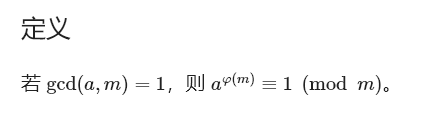 定义
若 gcd(a, m) = 1，则 a^{φ(m)} ≡ 1 (mod m)。